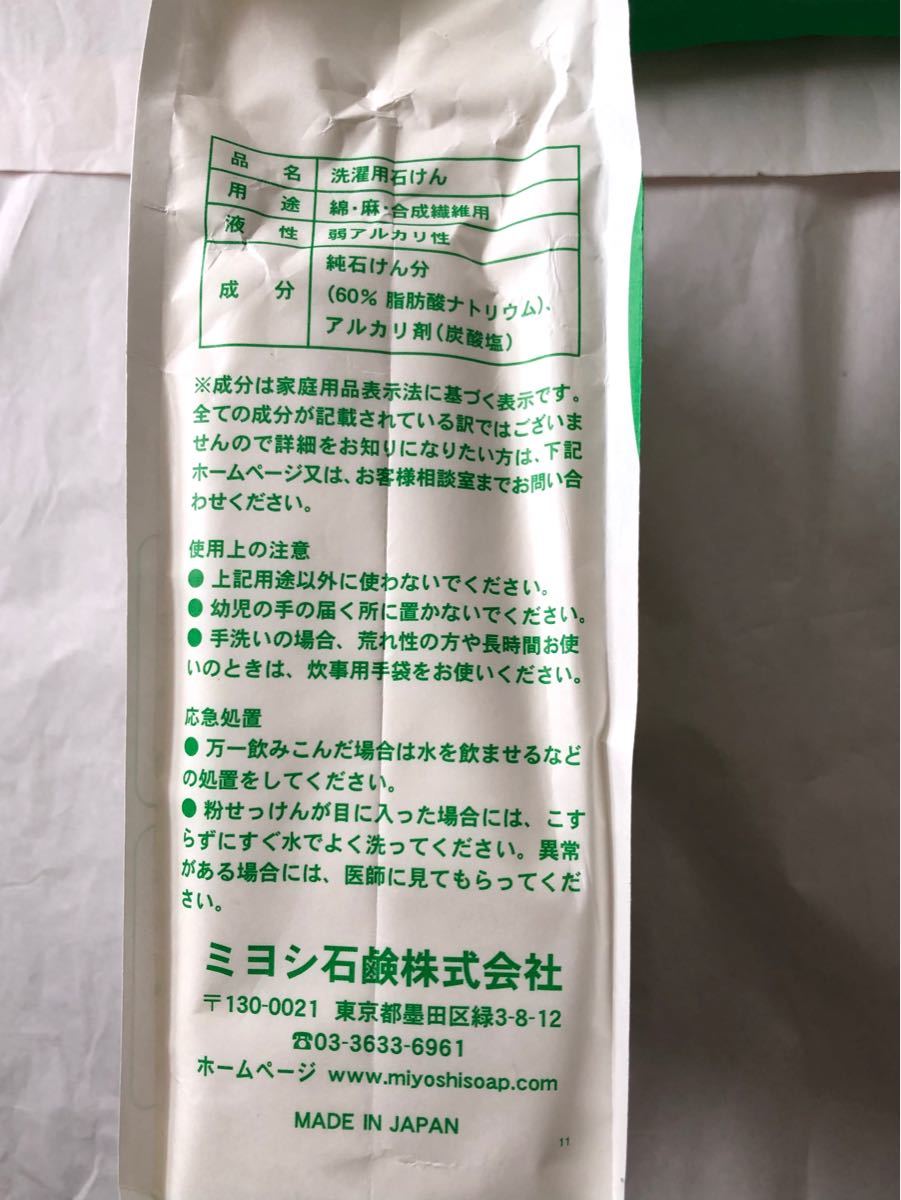 品名 洗濯用石けん
用途 綿・麻・合成繊維用
液性 弱アルカリ性
成分 純石けん分
(60% 脂肪酸ナトリウム)、
アルカリ剤(炭酸塩)
※成分は家庭用品表示法に基づく表示です。
全ての成分が記載されている訳ではございま
せんので詳細をお知りになりたい方は、下記
ホームページ又は、お客様相談室までお問い合
わせください。
使用上の注意
● 上記用途以外に使わないでください。
● 幼児の手の届く所に置かないでください。
● 手洗いの場合、荒れ性の方や長時間お使
いのときは、炊事用手袋をお使いください。
応急処置
● 万一飲みこんだ場合は水を飲ませるなど
の処置をしてください。
● 粉せっけんが目に入った場合には、こす
らずにすぐ水でよく洗ってください。異常
がある場合には、医師に見てもらってくだ
さい。
ミヨシ石鹸株式会社
〒130-0021 東京都墨田区緑3-8-12
☎03-3633-6961
ホームページ www.miyoshisoap.com
MADE IN JAPAN
11